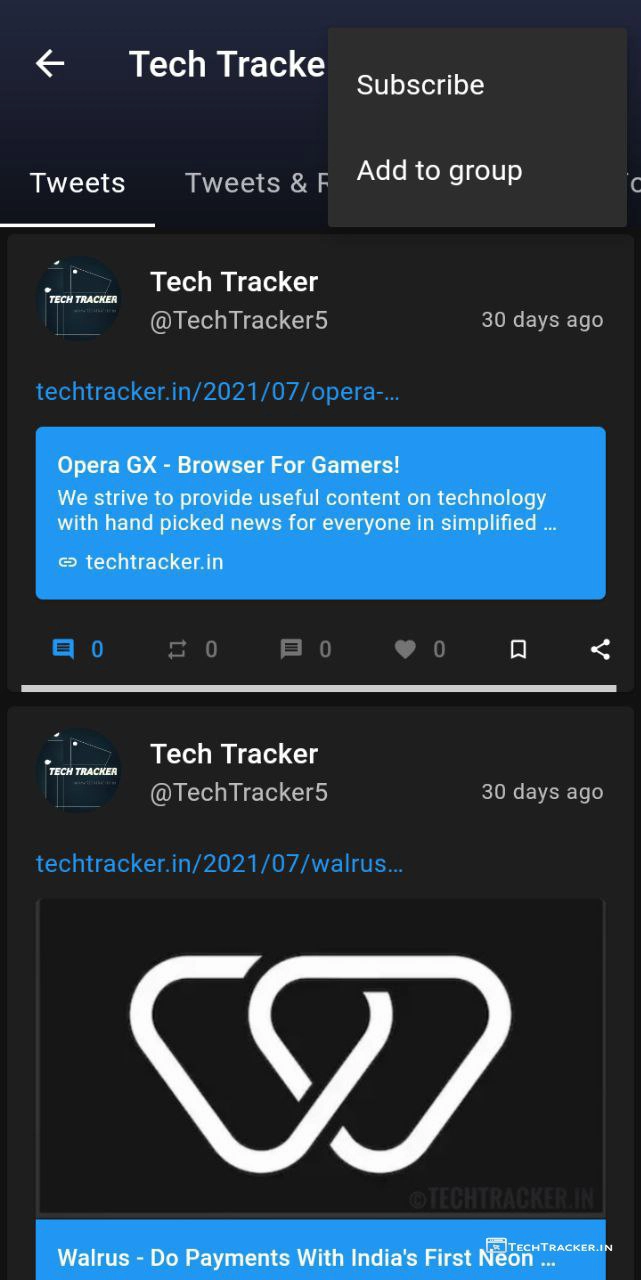 Tech Tracke
Subscribe
Add to group
Tweets
Tweets & R
TECH TRACKER
Tech Tracker
@TechTracker5
30 days ago
techtracker.in/2021/07/opera-...
Opera GX - Browser For Gamers!
We strive to provide useful content on technology
with hand picked news for everyone in simplified ...
techtracker.in
0 0 0 0
TECH TRACKER
Tech Tracker
@TechTracker5
30 days ago
techtracker.in/2021/07/walrus...
©TECHTRACKER.IN
TECHTRACKER.IN
Walrus - Do Payments With India's First Neon ...